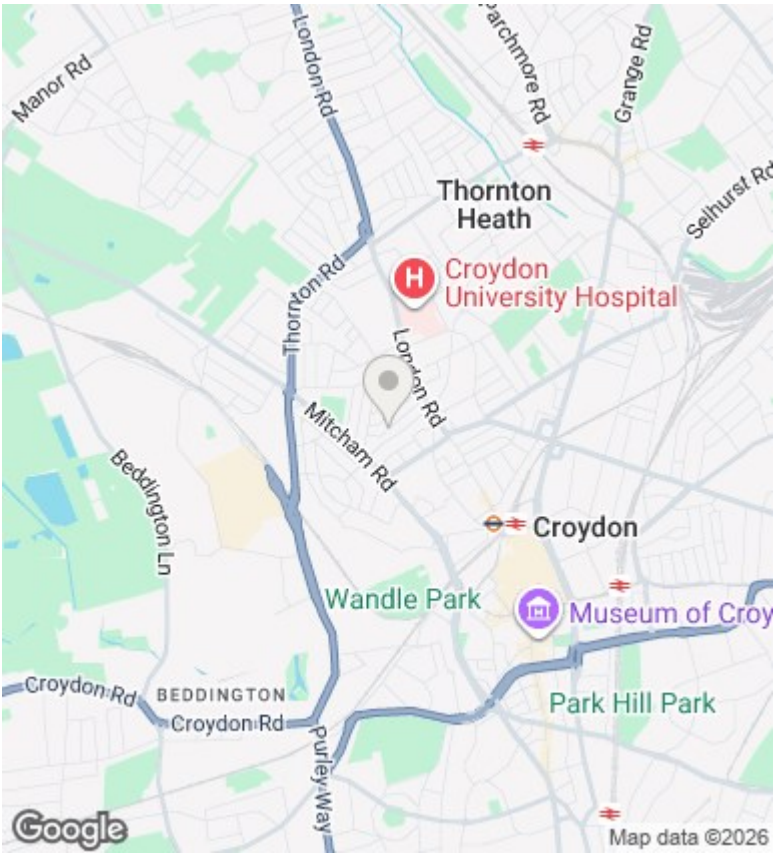 Manor Rd
London Rd
Parchmore Rd
Grange Rd
Selhurst Rd
Thornton
Heath
H
Croydon
University Hospital
Thornton Rd
London Rd
Mitcham Rd
Beddington Ln
Croydon
Wandle Park
Museum of Croy
Croydon Rd
BEDDINGTON
Croydon Rd
Park Hill Park
Purley Way
Google
Map data ©2026